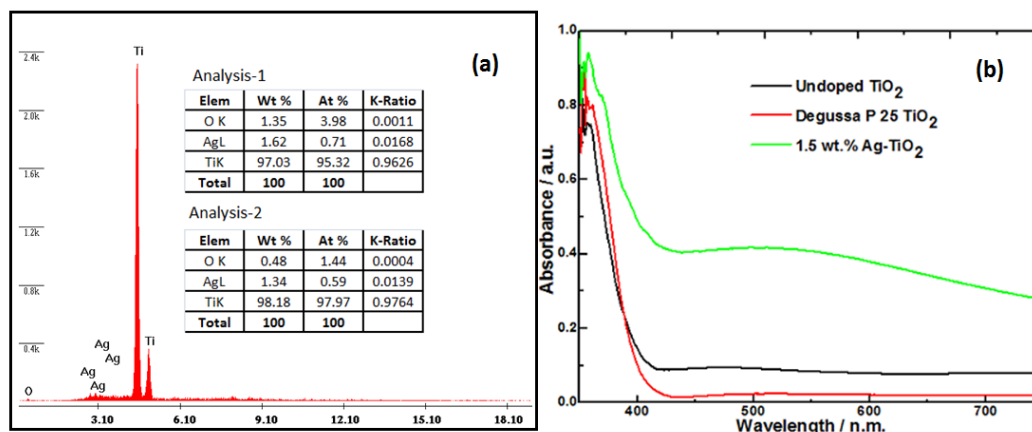 (a)
2.4k
2.0k
1.6k
1.2k
0.8k
0.4k
Ti
Ti
Ag
Ag
Ag
Ag
O
3.10 6.10 9.10 12.10 15.10 18.10
Analysis-1
Elem Wt % At % K-Ratio
O K 1.35 3.98 0.0011
AgL 1.62 0.71 0.0168
TiK 97.03 95.32 0.9626
Total 100 100
Analysis-2
Elem Wt % At % K-Ratio
O K 0.48 1.44 0.0004
AgL 1.34 0.59 0.0139
TiK 98.18 97.97 0.9764
Total 100 100
(b)
Absorbance / a.u.
1.0
0.8
0.6
0.4
0.2
0.0
Undoped TiO₂
Degussa P 25 TiO₂
1.5 wt.% Ag-TiO₂
400 500 600 700
Wavelength / n.m.